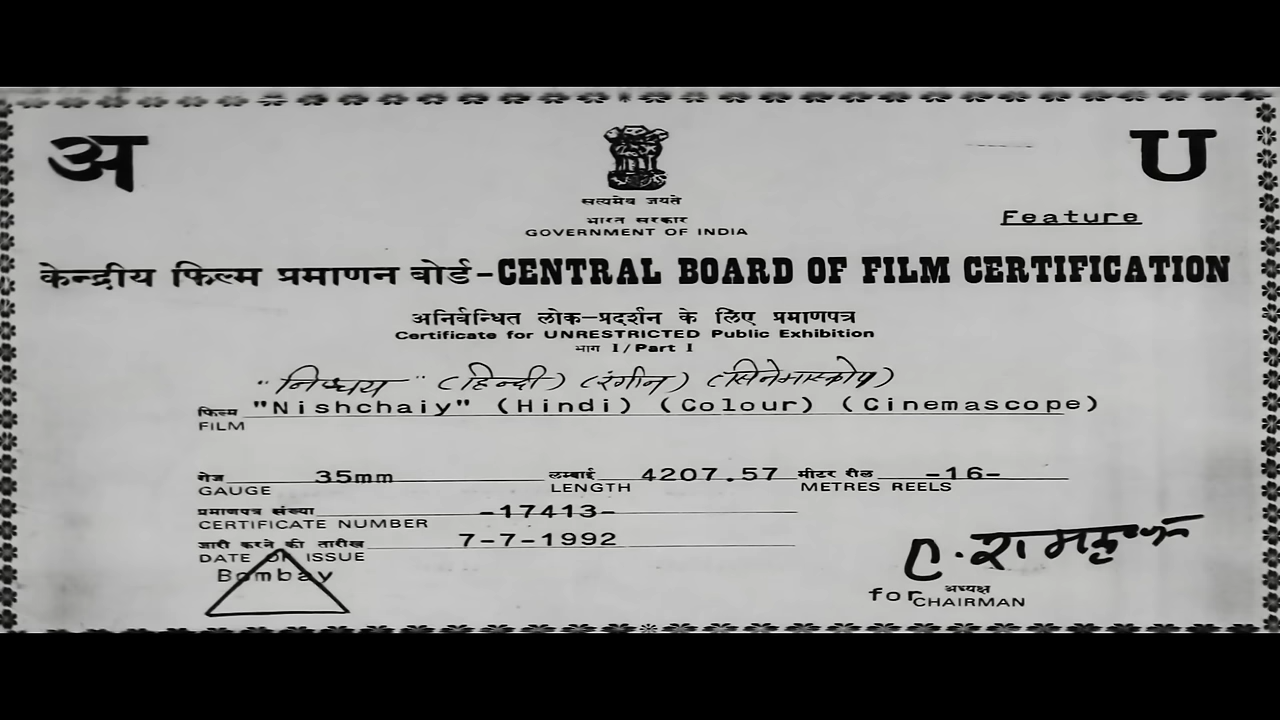 अ
U
सत्यमेव जयते
भारत सरकार
GOVERNMENT OF INDIA
Feature
केन्द्रीय फिल्म प्रमाणन बोर्ड-CENTRAL BOARD OF FILM CERTIFICATION
अनिर्बन्धित लोक-प्रदर्शन के लिए प्रमाणपत्र
Certificate for UNRESTRICTED Public Exhibition
भाग I/Part I
"निश्चय" (हिन्दी) (रंगीन) (सिनेमास्कोप)
फिल्म "Nishchaiy" (Hindi) (Colour) (Cinemascope)
FILM
गेज 35mm लम्बाई 4207.57 मीटर रील -16-
GAUGE LENGTH METRES REELS
प्रमाणपत्र संख्या -17413-
CERTIFICATE NUMBER
जारी करने की तारीख 7-7-1992
DATE OF ISSUE
Bombay
अध्यक्ष
for CHAIRMAN